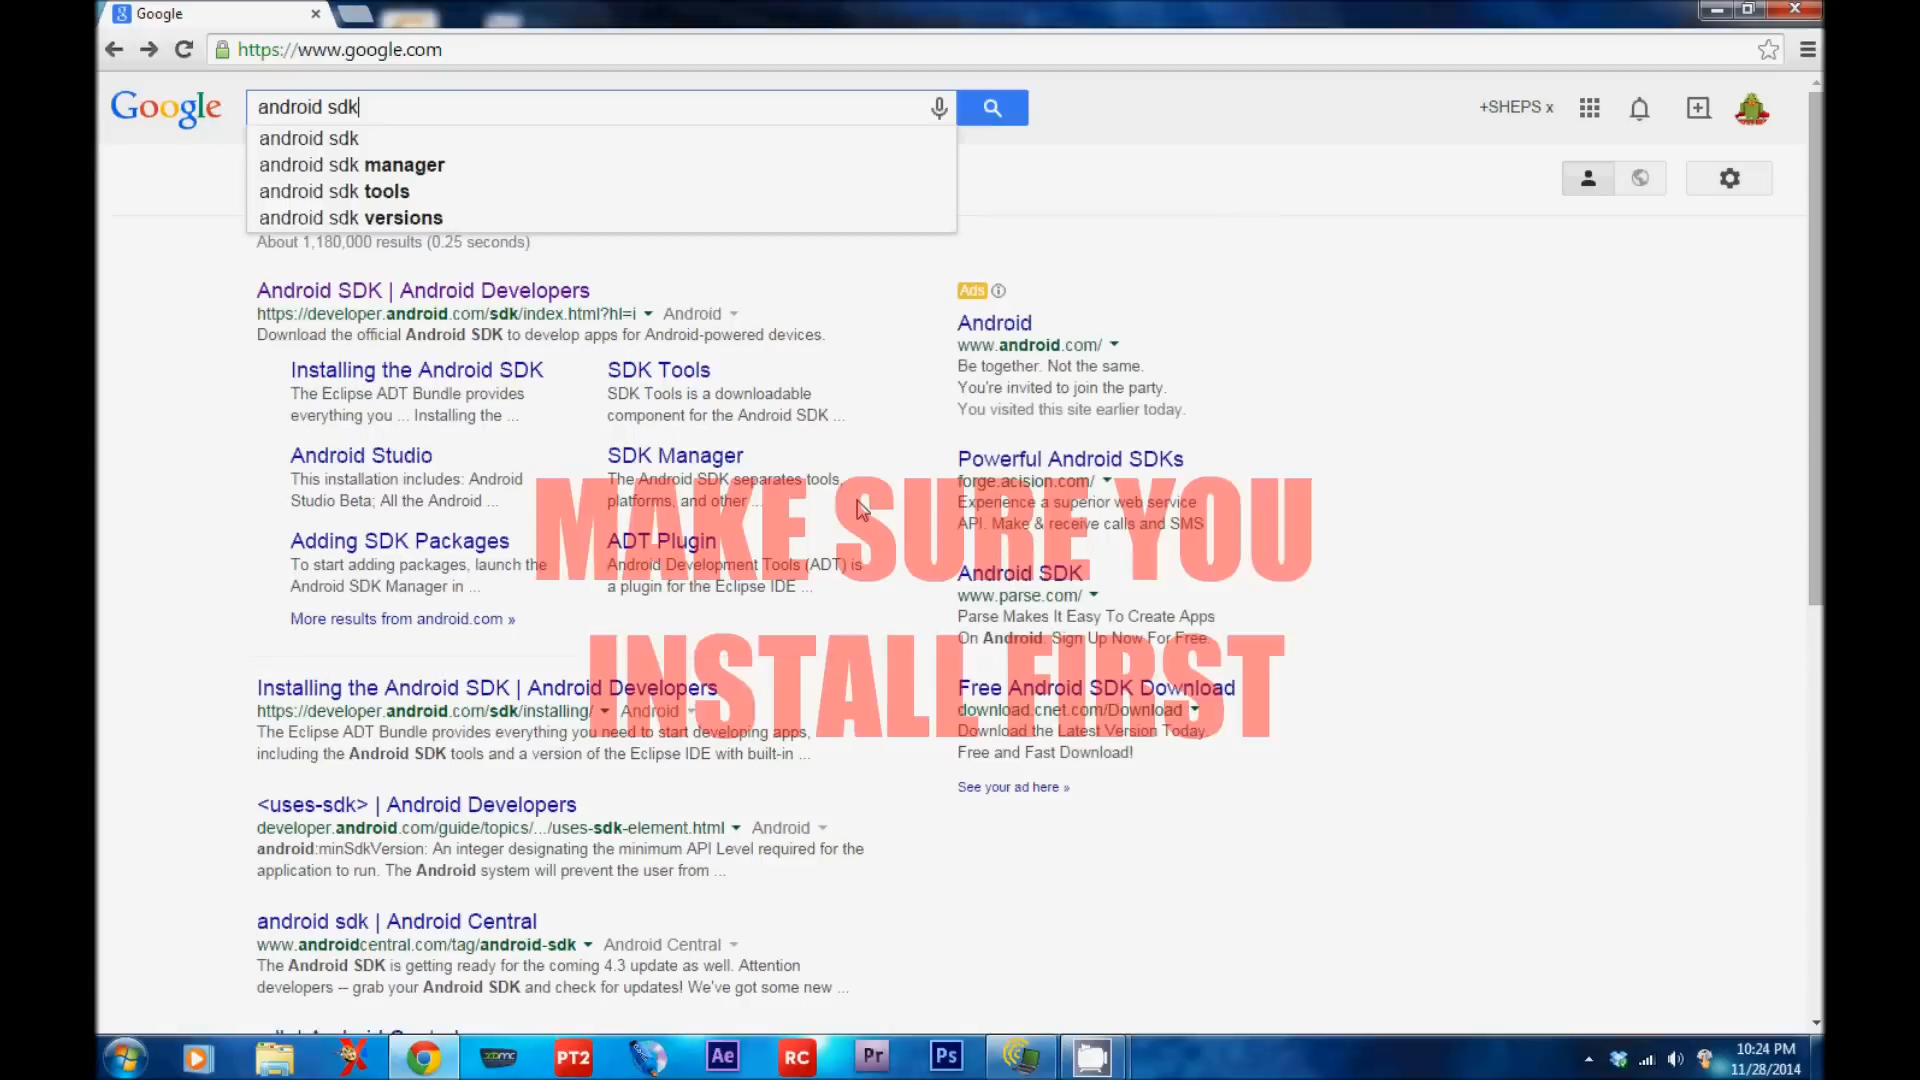 Google
https://www.google.com
Google
android sdk
+SHEPS x
android sdk
android sdk manager
android sdk tools
android sdk versions
About 1,180,000 results (0.25 seconds)
Android SDK | Android Developers
https://developer.android.com/sdk/index.html?hl=i Android
Download the official Android SDK to develop apps for Android-powered devices.
Installing the Android SDK
The Eclipse ADT Bundle provides
everything you ... Installing the ...
SDK Tools
SDK Tools is a downloadable
component for the Android SDK ...
Android Studio
This installation includes: Android
Studio Beta; All the Android ...
SDK Manager
The Android SDK separates tools,
platforms, and other ...
Adding SDK Packages
To start adding packages, launch the
Android SDK Manager in ...
ADT Plugin
Android Development Tools (ADT) is
a plugin for the Eclipse IDE ...
More results from android.com »
Installing the Android SDK | Android Developers
https://developer.android.com/sdk/installing/ Android
The Eclipse ADT Bundle provides everything you need to start developing apps,
including the Android SDK tools and a version of the Eclipse IDE with built-in ...
<uses-sdk> | Android Developers
developer.android.com/guide/topics/.../uses-sdk-element.html Android
android:minSdkVersion: An integer designating the minimum API Level required for the
application to run. The Android system will prevent the user from ...
android sdk | Android Central
www.androidcentral.com/tag/android-sdk Android Central
The Android SDK is getting ready for the coming 4.3 update as well. Attention
developers -- grab your Android SDK and check for updates! We've got some new ...
Ads
Android
www.android.com/
Be together. Not the same.
You're invited to join the party.
You visited this site earlier today.
Powerful Android SDKs
forge.acision.com/
Experience a superior web service
API. Make & receive calls and SMS
Android SDK
www.parse.com/
Parse Makes It Easy To Create Apps
On Android. Sign Up Now For Free.
Free Android SDK Download
download.cnet.com/Download
Download the Latest Version Today.
Free and Fast Download!
See your ad here »
MAKE SURE YOU
INSTALL FIRST
xbmc
PT2
Ae
RC
Pr
Ps
10:24 PM
11/28/2014